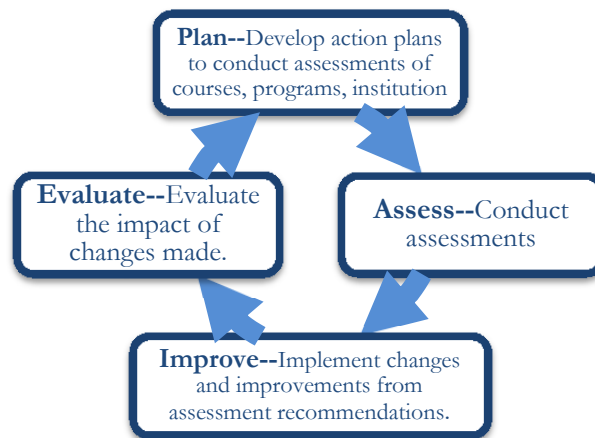 Plan--Develop action plans
to conduct assessments of
courses, programs, institution
Assess--Conduct
assessments
Improve--Implement changes
and improvements from
assessment recommendations.
Evaluate--Evaluate
the impact of
changes made.